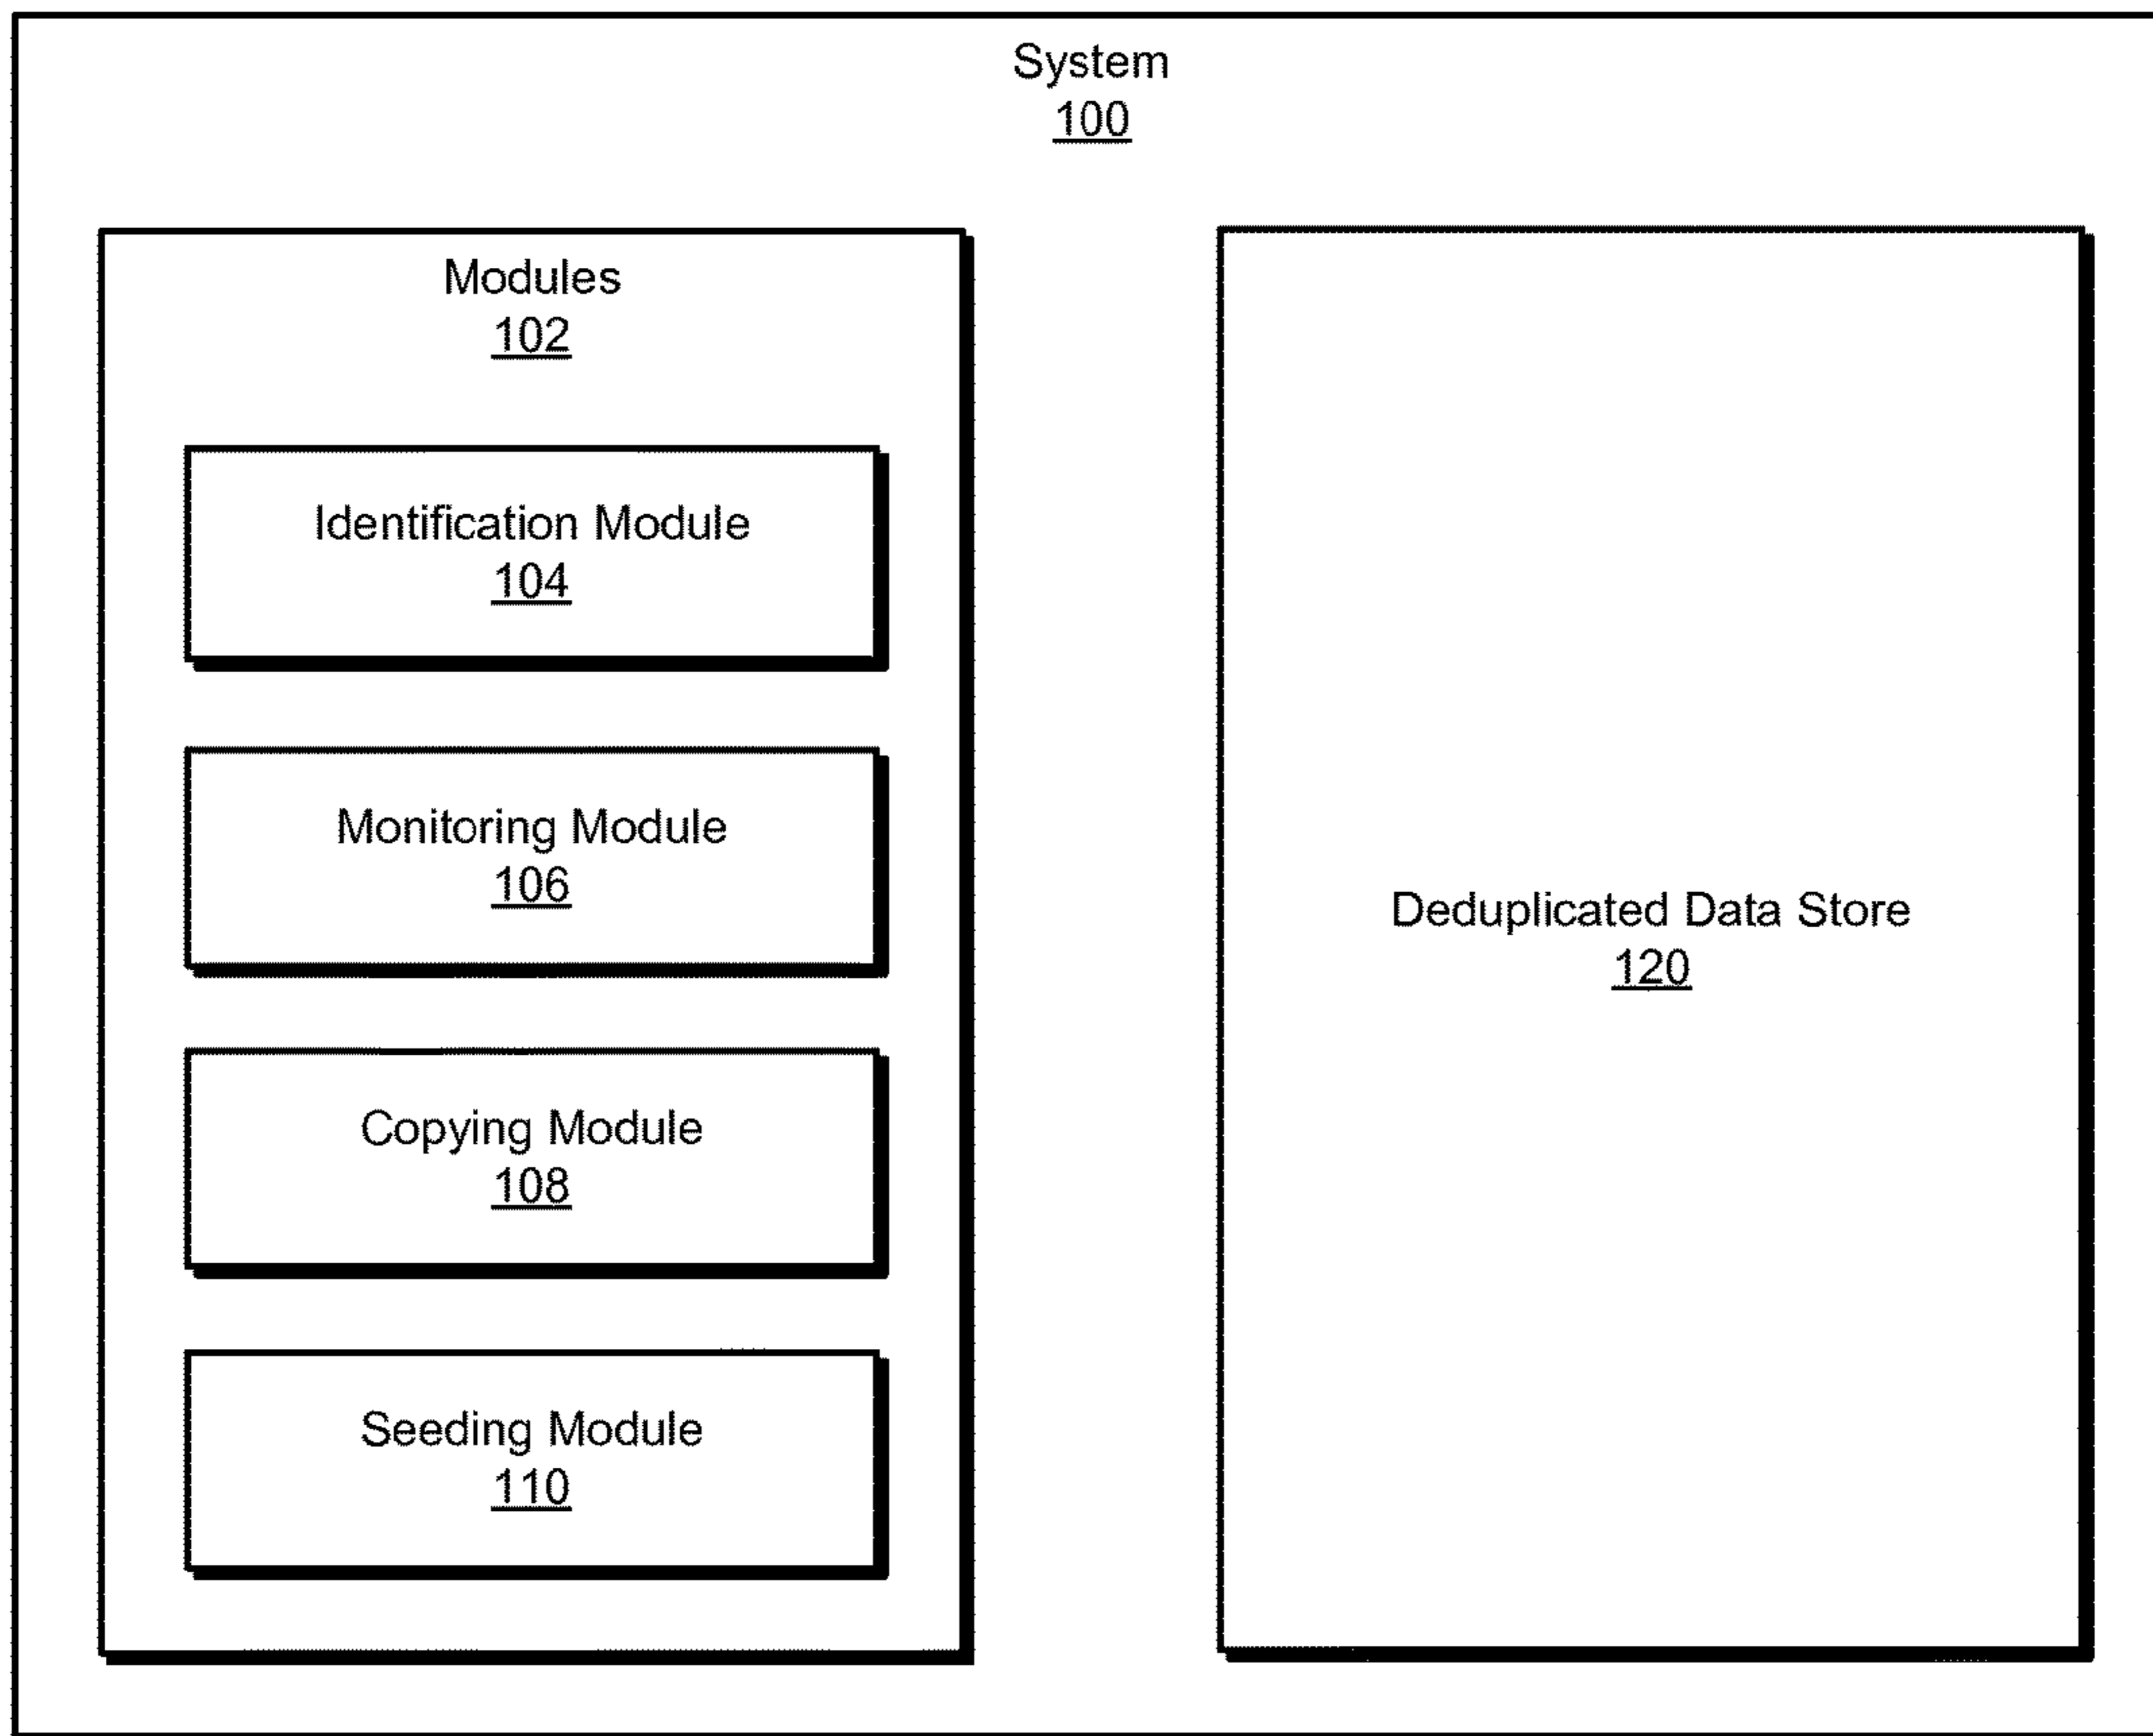 System
100
Modules
102
Identification Module
104
Monitoring Module
106
Copying Module
108
Seeding Module
110
Deduplicated Data Store
120